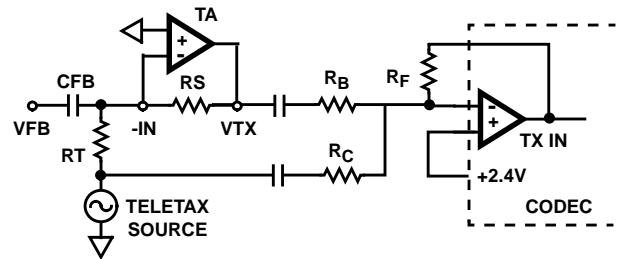 TA
+
-
CFB
RS
RB
RF
VFB
-IN
VTX
-
+
TX IN
RT
RC
+2.4V
TELETAX
SOURCE
CODEC